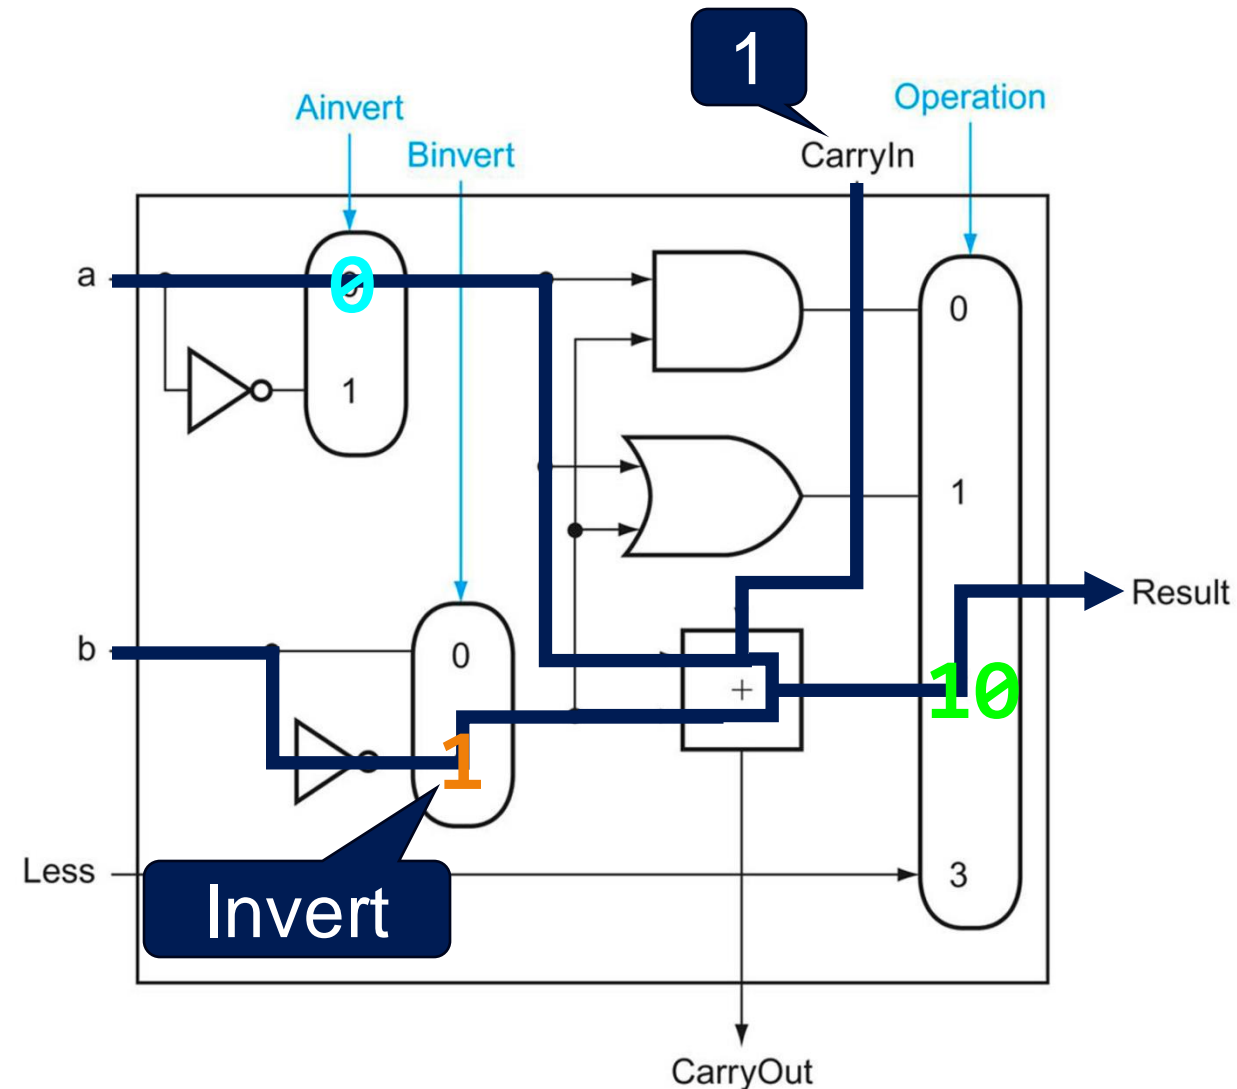 1
Ainvert
Operation
Binvert
CarryIn
a
0
0
1
1
b
0
Result
+
10
1
Less
3
Invert
CarryOut